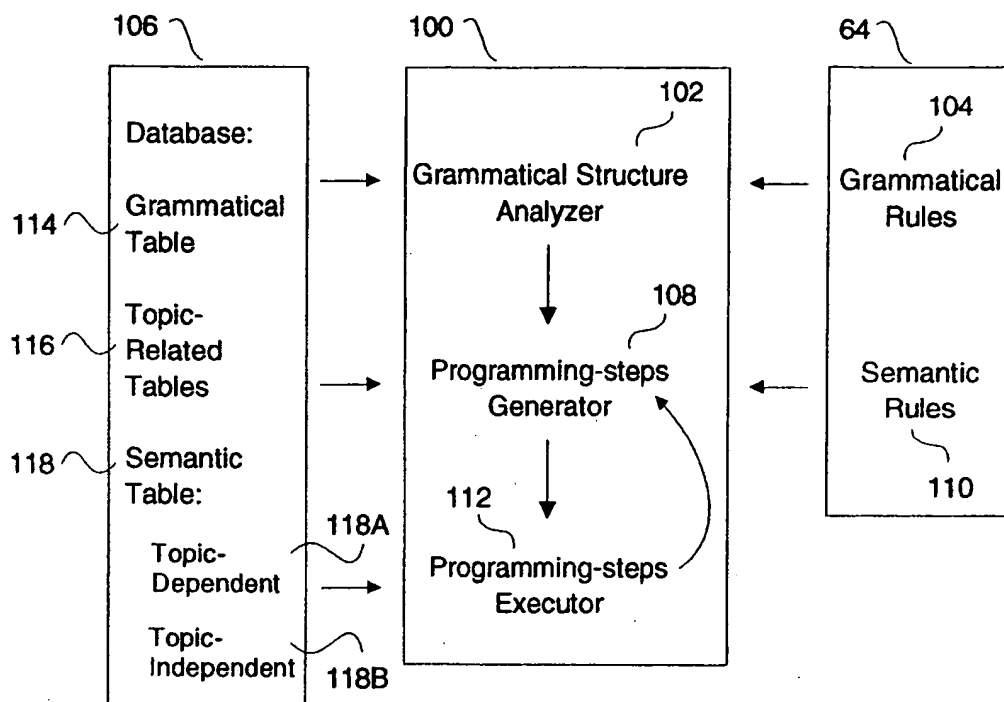 106
100
64
Database:
102
104
Grammatical Structure
Analyzer
Grammatical
Rules
114
Grammatical
Table
108
116
Topic-
Related
Tables
Programming-steps
Generator
Semantic
Rules
118
Semantic
Table:
110
112
118A
Topic-
Dependent
Programming-steps
Executor
Topic-
Independent
118B